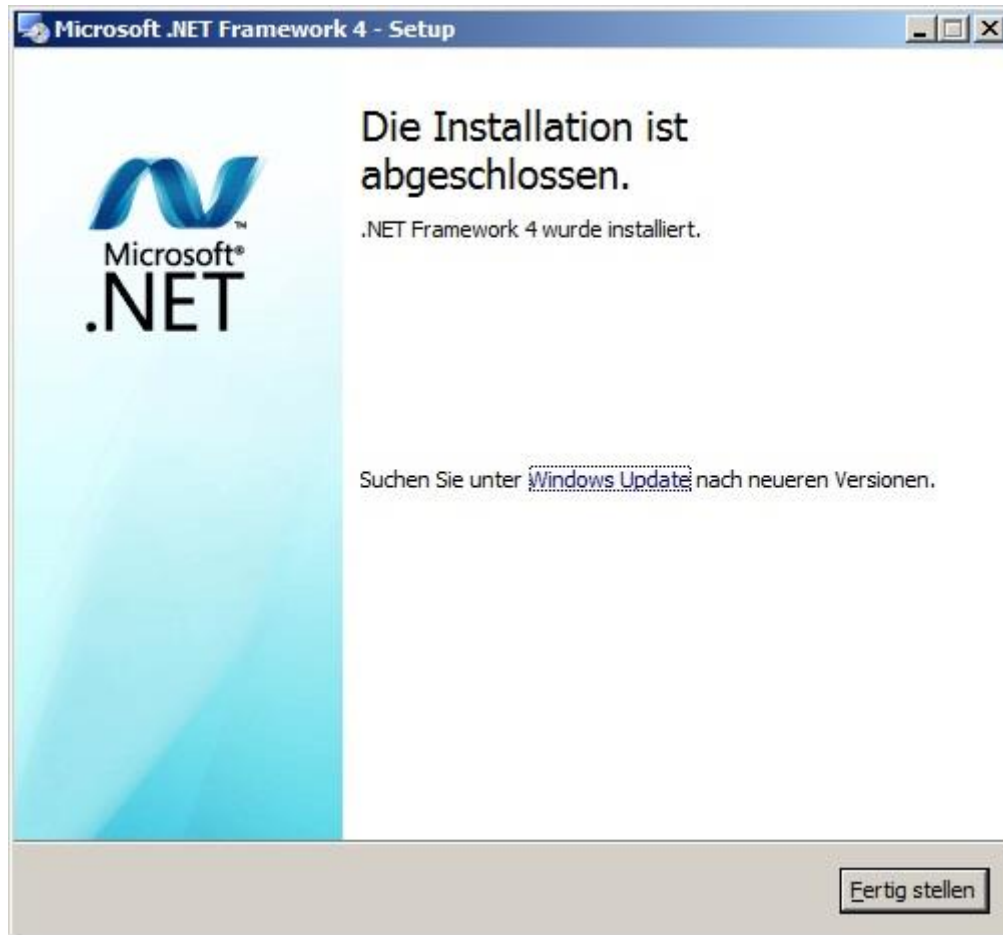 Microsoft .NET Framework 4 - Setup
Die Installation ist
abgeschlossen.
.NET Framework 4 wurde installiert.
Microsoft®
.NET
Suchen Sie unter Windows Update nach neueren Versionen.
Fertig stellen